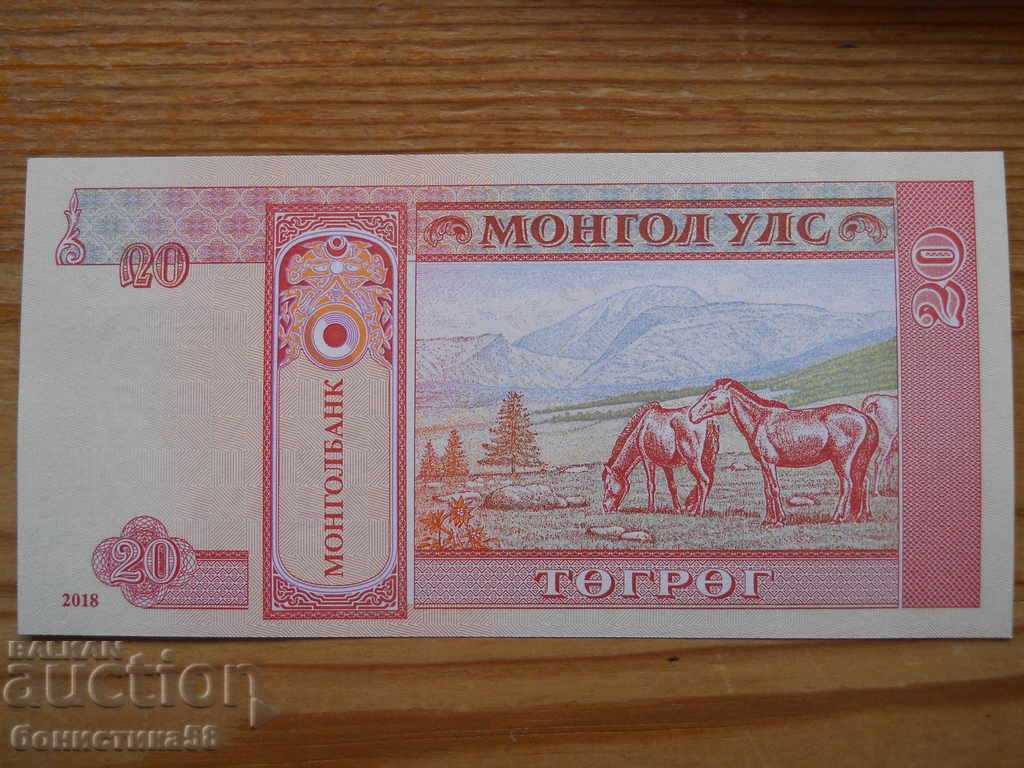 МОНГОЛ УЛС
20
20
МОНГОЛБАНК
20
ТӨГРӨГ
2018
BALKAN
auction
бонистика58